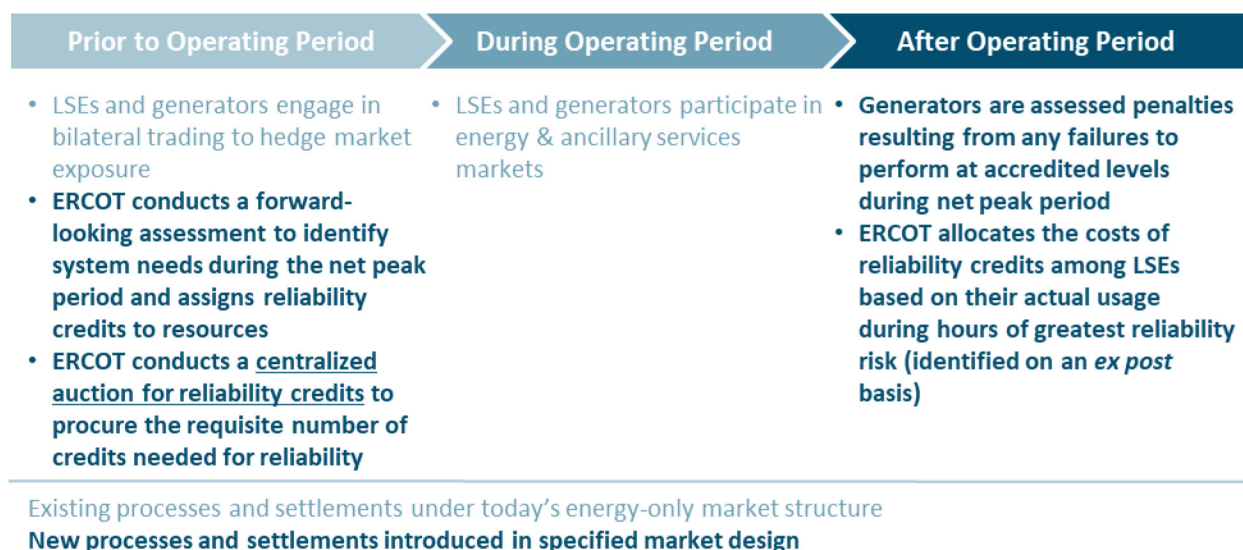 Prior to Operating Period
During Operating Period
After Operating Period
• LSEs and generators engage in
bilateral trading to hedge market
exposure
• ERCOT conducts a forward-
looking assessment to identify
system needs during the net peak
period and assigns reliability
credits to resources
• ERCOT conducts a centralized
auction for reliability credits to
procure the requisite number of
credits needed for reliability
• LSEs and generators participate in
energy & ancillary services
markets
• Generators are assessed penalties
resulting from any failures to
perform at accredited levels
during net peak period
• ERCOT allocates the costs of
reliability credits among LSEs
based on their actual usage
during hours of greatest reliability
risk (identified on an ex post
basis)
Existing processes and settlements under today’s energy-only market structure
New processes and settlements introduced in specified market design